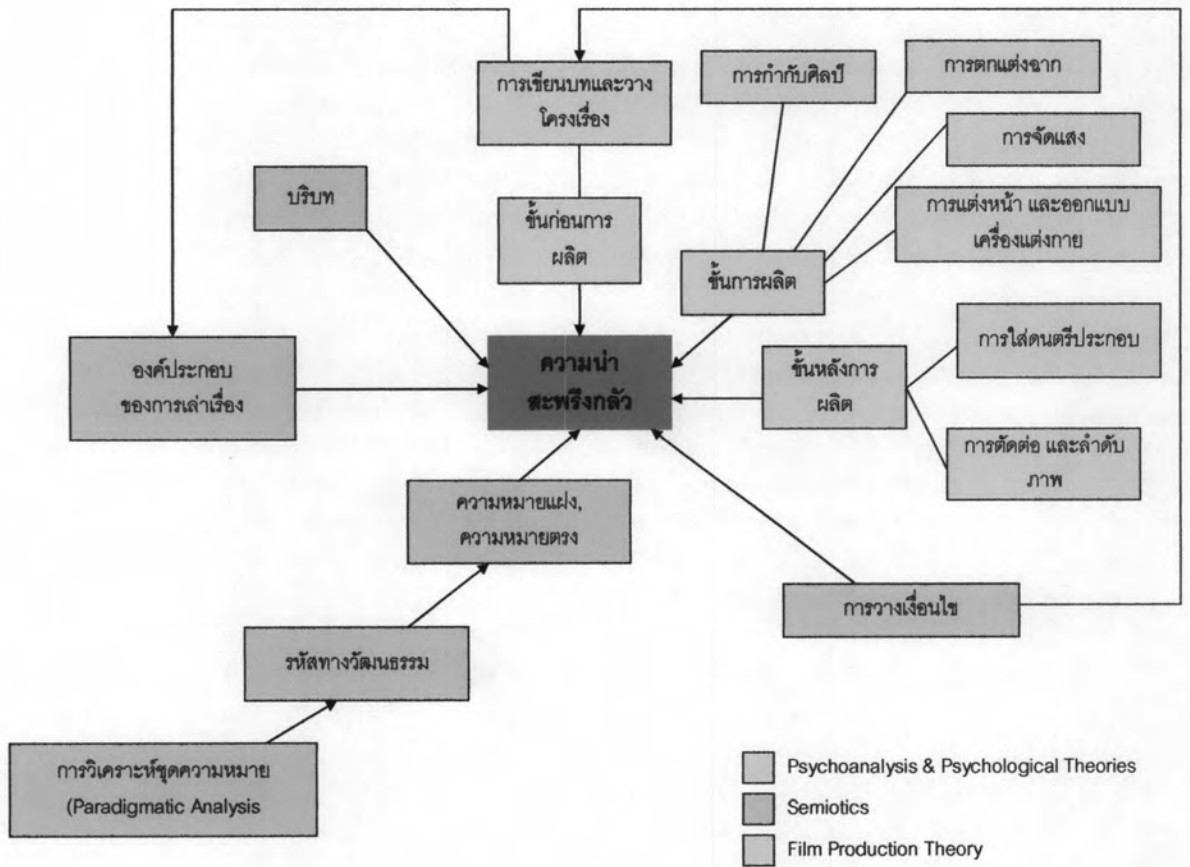 การเขียนบทและวาง
โครงเรื่อง
การกำกับศิลป์
การตกแต่งฉาก
การจัดแสง
บริบท
ขั้นก่อนการ
ผลิต
การแต่งหน้า และออกแบบ
เครื่องแต่งกาย
ขั้นการผลิต
องค์ประกอบ
ของการเล่าเรื่อง
ความน่า
สะพรึงกลัว
ขั้นหลังการ
ผลิต
การใส่ดนตรีประกอบ
การตัดต่อ และลำดับ
ภาพ
ความหมายแฝง,
ความหมายตรง
การวางเงื่อนไข
รหัสทางวัฒนธรรม
การวิเคราะห์ชุดความหมาย
(Paradigmatic Analysis
Psychoanalysis & Psychological Theories
Semiotics
Film Production Theory